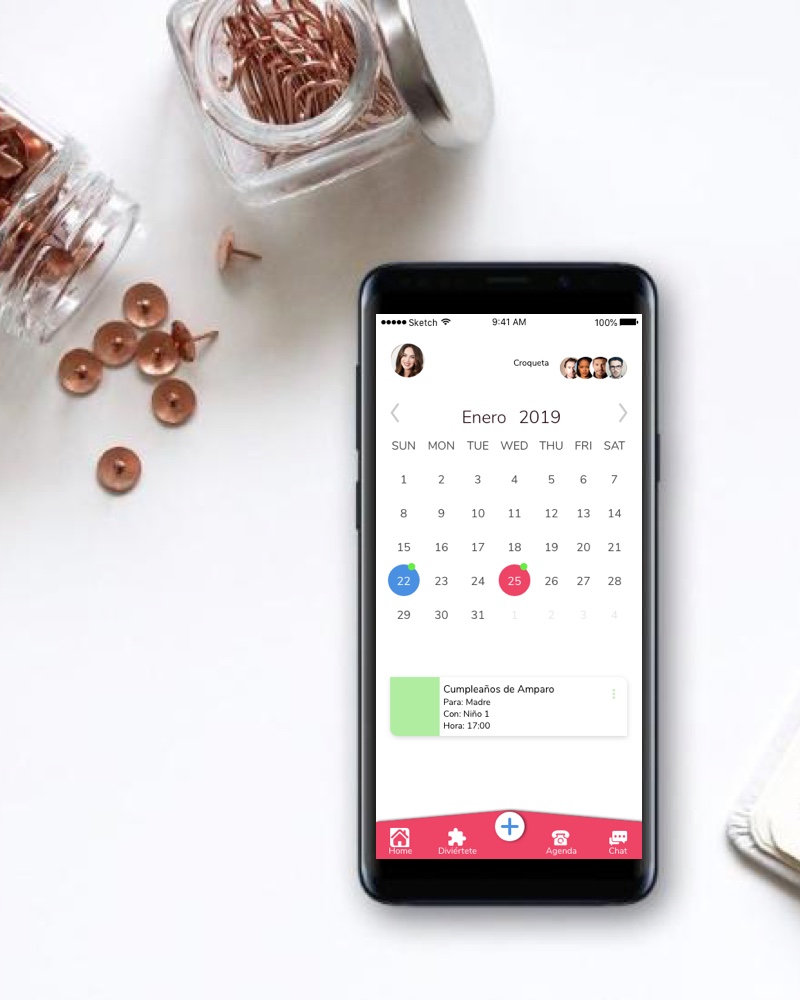 Sketch 9:41 AM 100%
Croqueta
Enero 2019
SUN MON TUE WED THU FRI SAT
1 2 3 4 5 6 7
8 9 10 11 12 13 14
15 16 17 18 19 20 21
22 23 24 25 26 27 28
29 30 31 1 2 3 4
Cumpleaños de Amparo
Para: Madre
Con: Niño 1
Hora: 17:00
Home Diviértete Agenda Chat